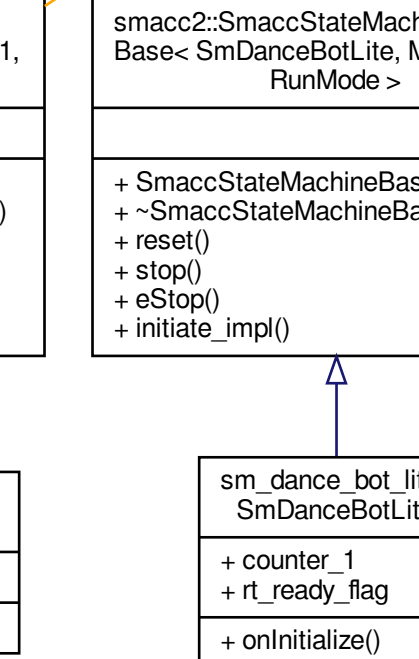 1,
)
smacc2::SmaccStateMach
Base< SmDanceBotLite, M
RunMode >
+ SmaccStateMachineBas
+ ~SmaccStateMachineBa
+ reset()
+ stop()
+ eStop()
+ initiate_impl()
sm_dance_bot_lit
SmDanceBotLit
+ counter_1
+ rt_ready_flag
+ onInitialize()